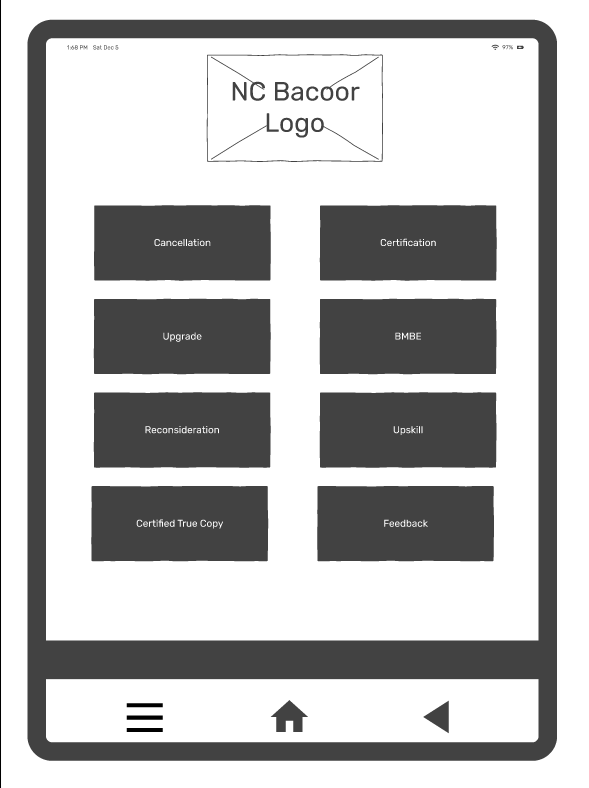 1:68 PM Sat Dec 5 97%
NC Bacoor
Logo
Cancellation Certification
Upgrade BMBE
Reconsideration Upskill
Certified True Copy Feedback